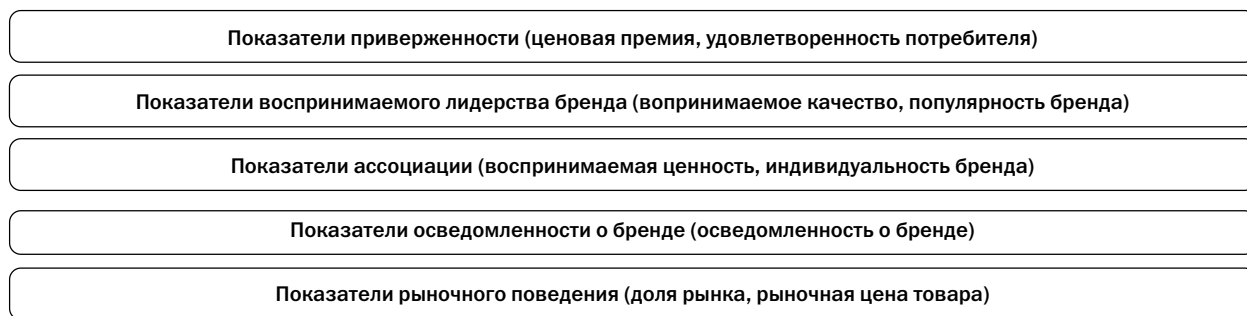 Показатели приверженности (ценовая премия, удовлетворенность потребителя)
Показатели воспринимаемого лидерства бренда (вопринимаемое качество, популярность бренда)
Показатели ассоциации (воспринимаемая ценность, индивидуальность бренда)
Показатели осведомленности о бренде (осведомленность о бренде)
Показатели рыночного поведения (доля рынка, рыночная цена товара)